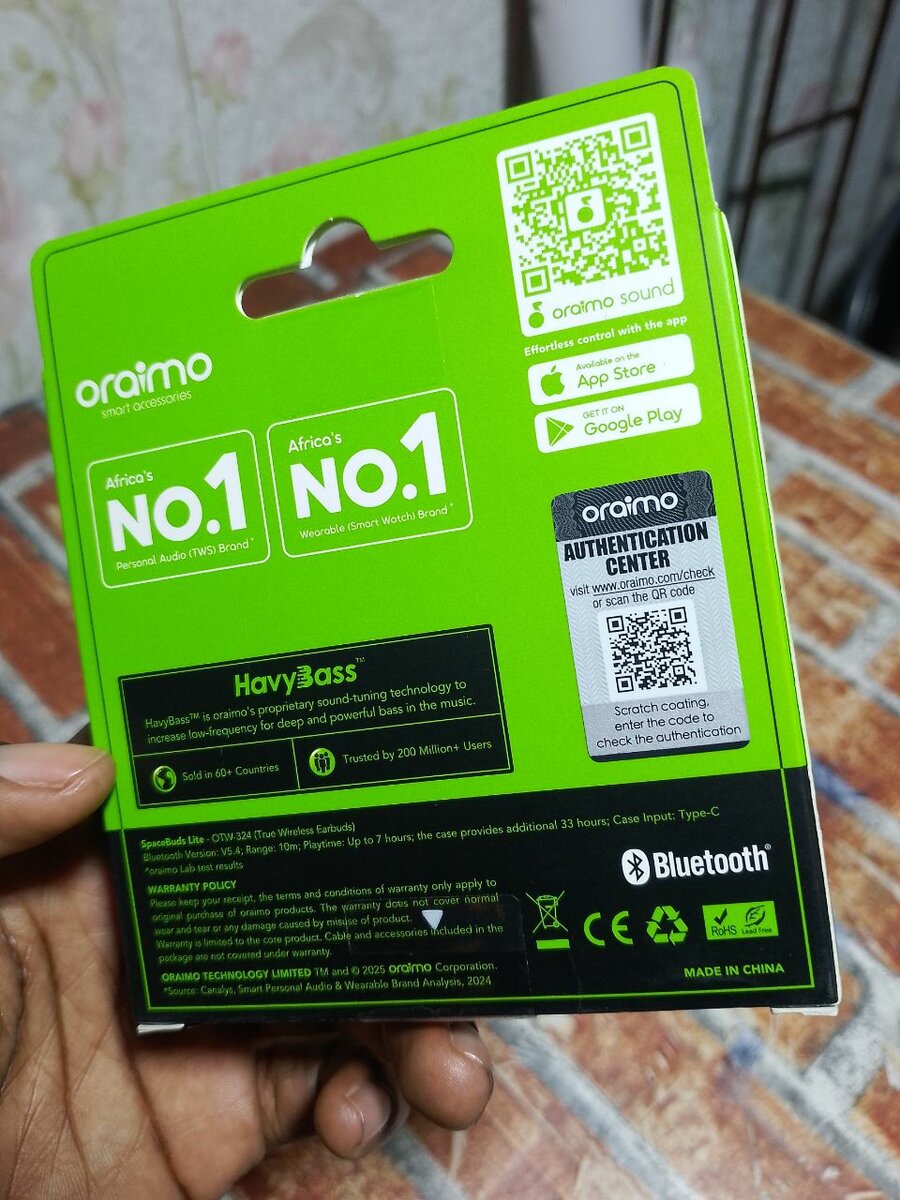 oraimo sound
Effortless control with the app
Available on the
App Store
GET IT ON
Google Play
oraimo
smart accessories
Africa's
NO.1
Personal Audio (TWS) Brand*
Africa's
NO.1
Wearable (Smart Watch) Brand*
oraimo
AUTHENTICATION
CENTER
visit www.oraimo.com/check
or scan the QR code
Scratch coating,
enter the code to
check the authentication
HavyBass™
HavyBass™ is oraimo's proprietary sound-tuning technology to
increase low-frequency for deep and powerful bass in the music.
Sold in 60+ Countries
Trusted by 200 Million+ Users
SpaceBuds Lite - OTW-324 (True Wireless Earbuds)
Bluetooth Version: V5.4; Range: 10m; Playtime: Up to 7 hours; the case provides additional 33 hours; Case Input: Type-C
*oraimo Lab test results
WARRANTY POLICY
Please keep your receipt, the terms and conditions of warranty only apply to
original purchase of oraimo products. The warranty does not cover normal
wear and tear or any damage caused by misuse of product.
Warranty is limited to the core product. Cable and accessories included in the
package are not covered under warranty.
ORAIMO TECHNOLOGY LIMITED TM and © 2025 oraimo Corporation.
*Source: Canalys, Smart Personal Audio & Wearable Brand Analysis, 2024
Bluetooth®
CE
RoHS
Lead Free
MADE IN CHINA